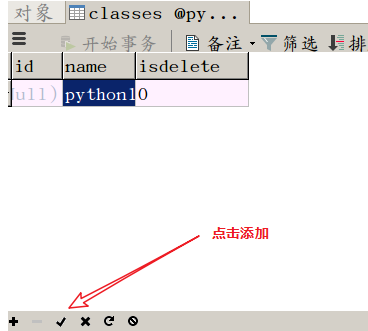 对象 classes @py...
开始事务 备注 筛选 排
id name isdelete
ull) python1 0
点击添加